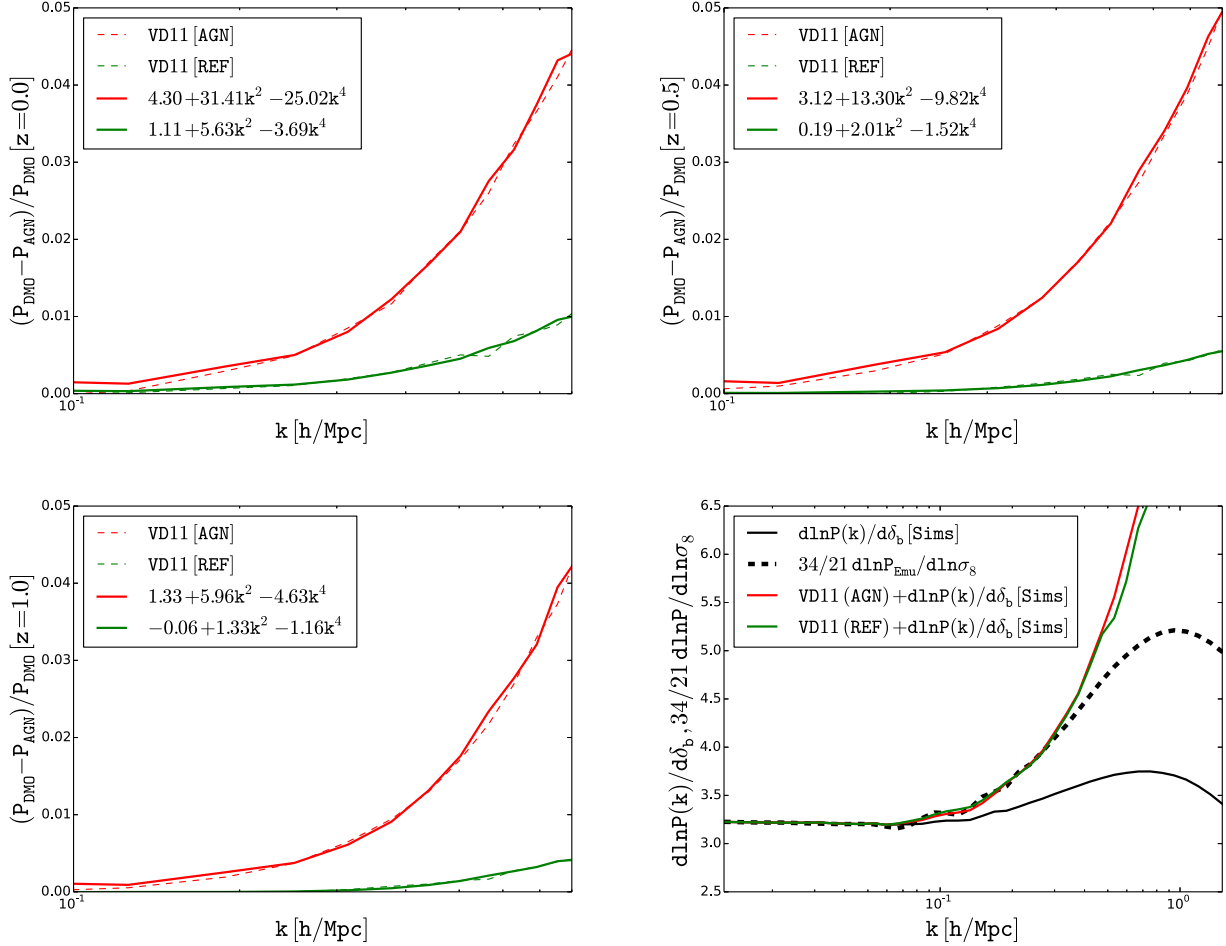 (P_DMO−P_AGN)/P_DMO [z=0.0]
0.05
0.04
0.03
0.02
0.01
0.00
VD11[AGN]
VD11[REF]
4.30+31.41k² −25.02k⁴
1.11+5.63k² −3.69k⁴
10⁻¹
k[h/Mpc]
(P_DMO−P_AGN)/P_DMO [z=0.5]
0.05
0.04
0.03
0.02
0.01
0.00
VD11[AGN]
VD11[REF]
3.12+13.30k² −9.82k⁴
0.19+2.01k² −1.52k⁴
10⁻¹
k[h/Mpc]
(P_DMO−P_AGN)/P_DMO [z=1.0]
0.05
0.04
0.03
0.02
0.01
0.00
VD11[AGN]
VD11[REF]
1.33+5.96k² −4.63k⁴
−0.06+1.33k² −1.16k⁴
10⁻¹
k[h/Mpc]
dlnP(k)/dδ_b,34/21 dlnP/dlnσ₈
6.5
6.0
5.5
5.0
4.5
4.0
3.5
3.0
2.5
dlnP(k)/dδ_b[Sims]
34/21 dlnP_Emu/dlnσ₈
VD11(AGN)+dlnP(k)/dδ_b[Sims]
VD11(REF)+dlnP(k)/dδ_b[Sims]
10⁻¹
10⁰
k[h/Mpc]